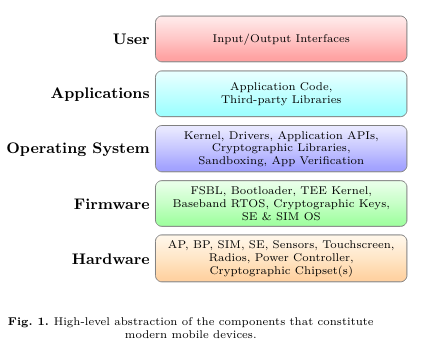 User
Input/Output Interfaces
Applications
Application Code,
Third-party Libraries
Operating System
Kernel, Drivers, Application APIs,
Cryptographic Libraries,
Sandboxing, App Verification
Firmware
FSBL, Bootloader, TEE Kernel,
Baseband RTOS, Cryptographic Keys,
SE & SIM OS
Hardware
AP, BP, SIM, SE, Sensors, Touchscreen,
Radios, Power Controller,
Cryptographic Chipset(s)
Fig. 1. High-level abstraction of the components that constitute
modern mobile devices.